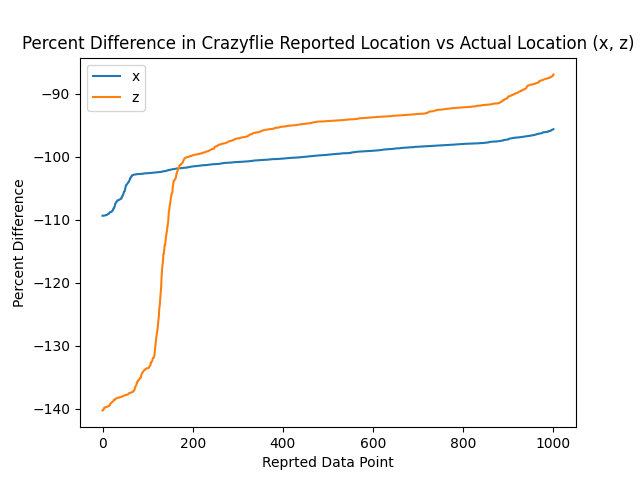 Percent Difference in Crazyflie Reported Location vs Actual Location (x, z)
x
z
Percent Difference
−90
−100
−110
−120
−130
−140
0
200
400
600
800
1000
Reprted Data Point